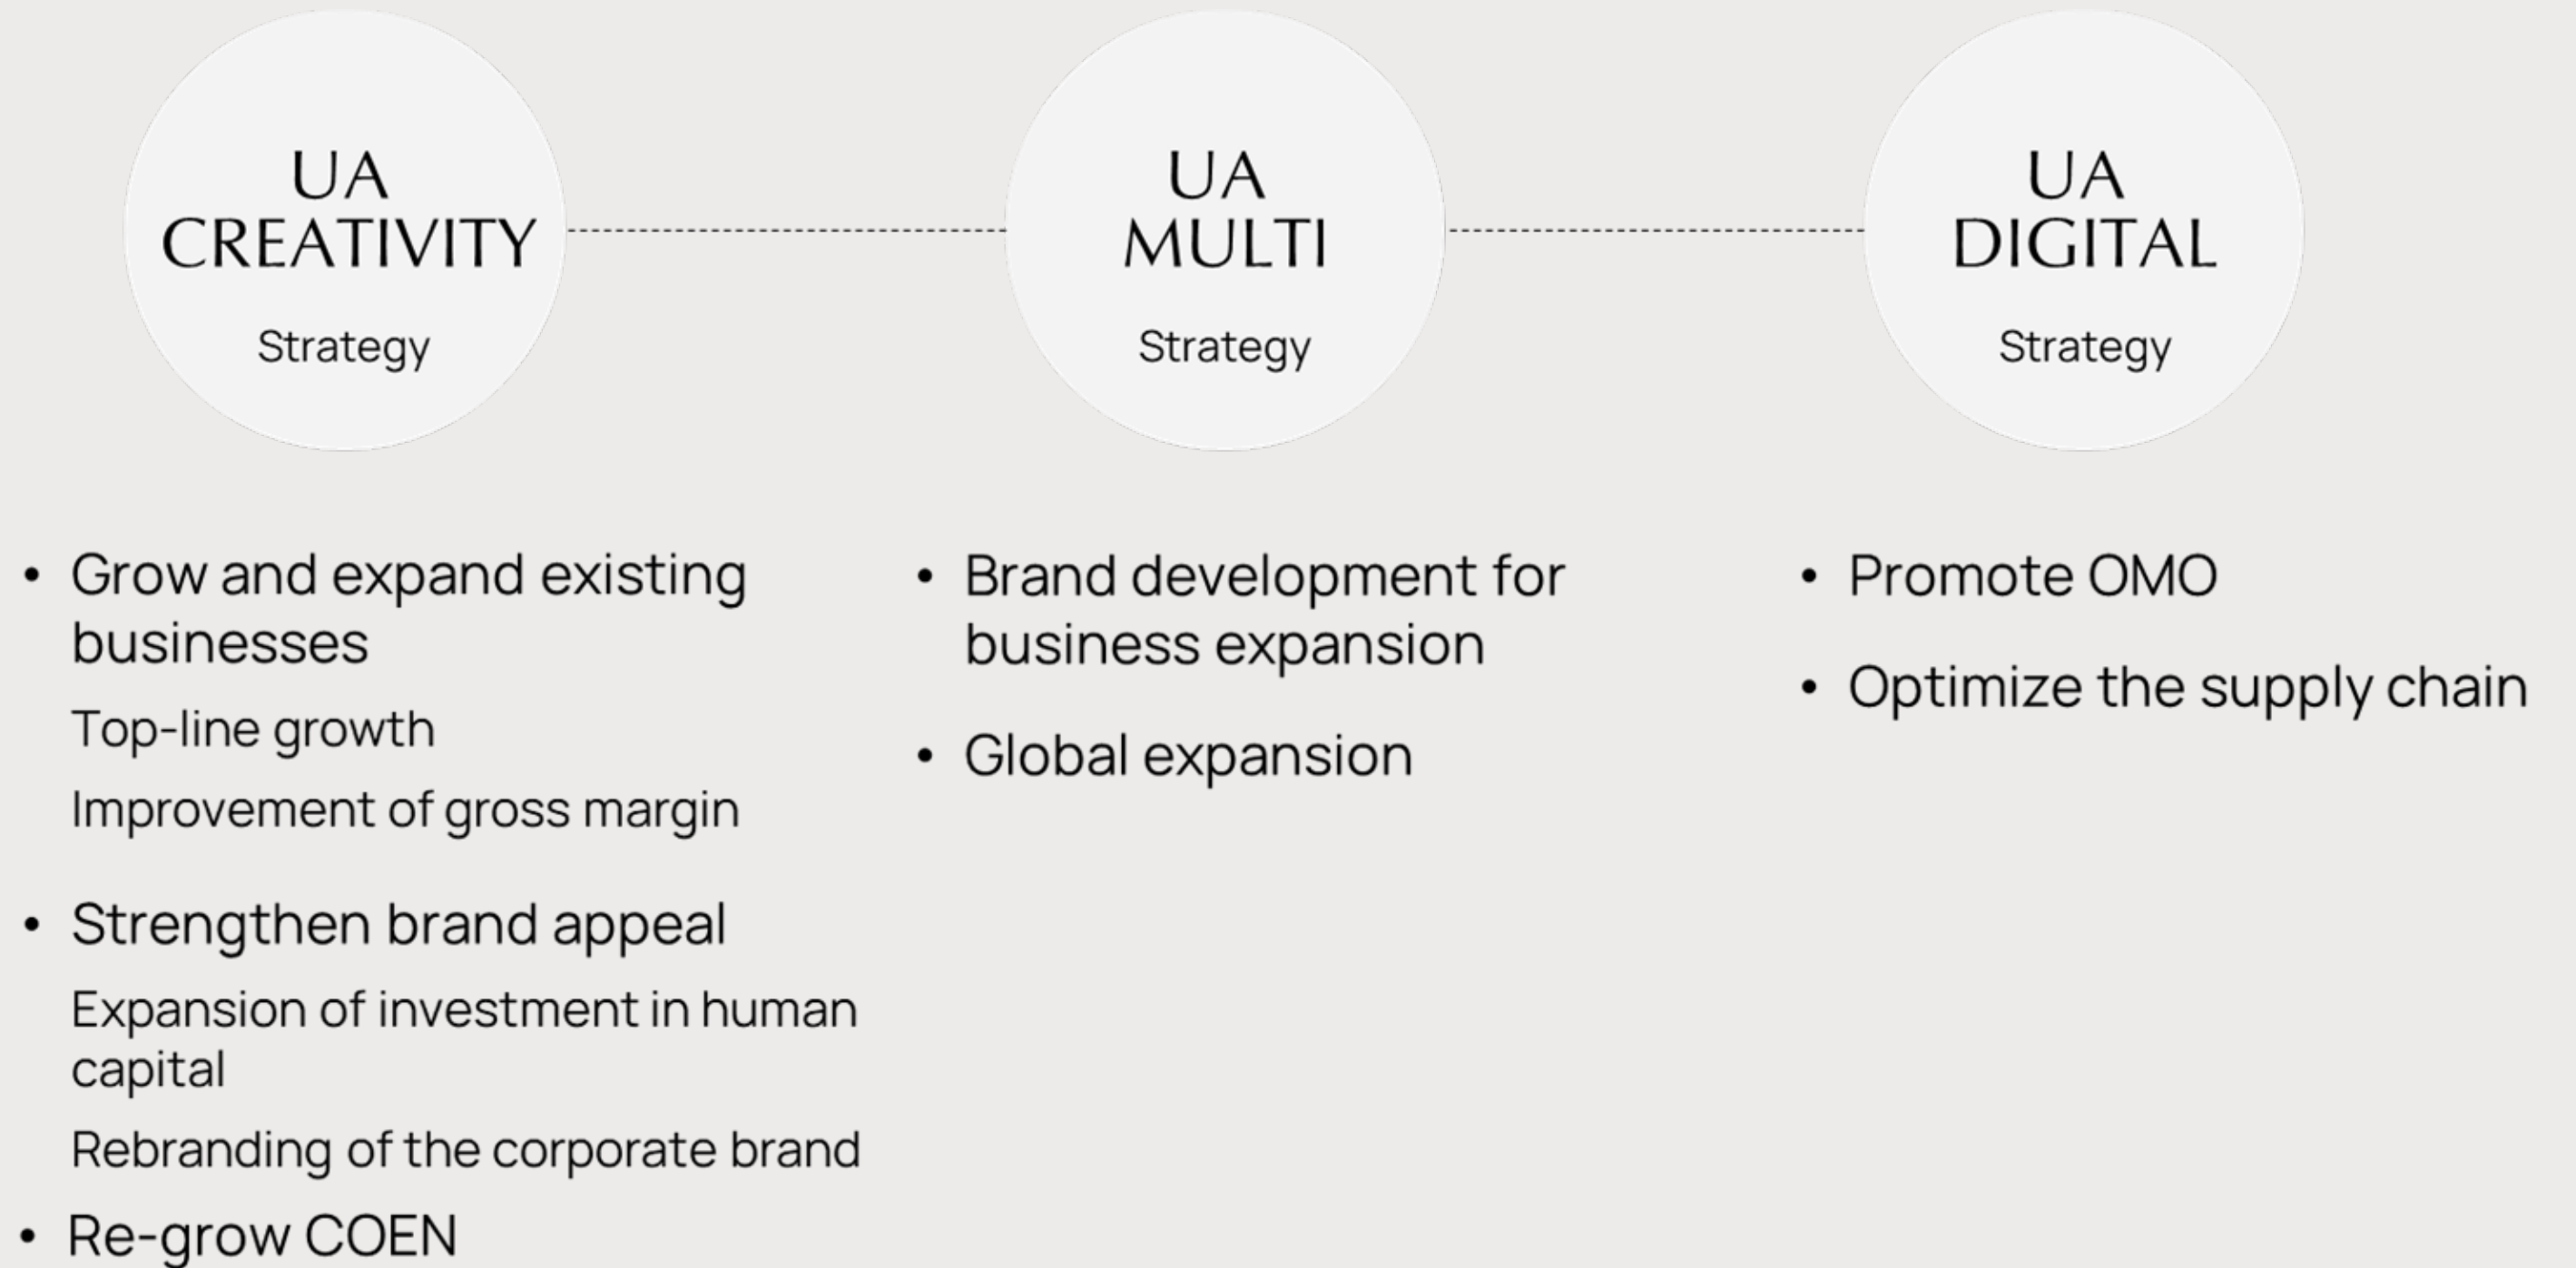 UA
CREATIVITY
Strategy
UA
MULTI
Strategy
UA
DIGITAL
Strategy
• Grow and expand existing
businesses
Top-line growth
Improvement of gross margin
• Strengthen brand appeal
Expansion of investment in human
capital
Rebranding of the corporate brand
• Re-grow COEN
• Brand development for
business expansion
• Global expansion
• Promote OMO
• Optimize the supply chain